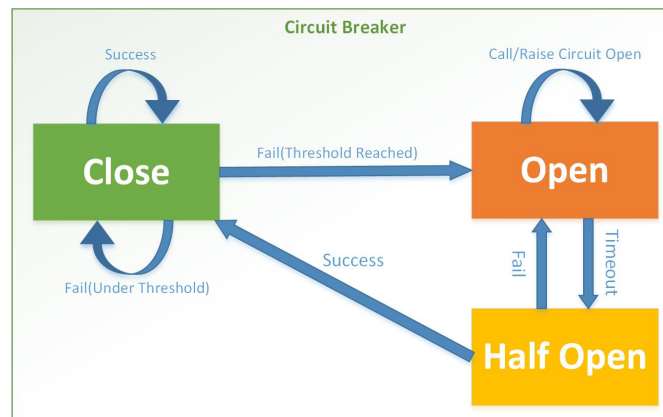 Circuit Breaker
Success
Call/Raise Circuit Open
Close
Fail(Threshold Reached)
Open
Fail(Under Threshold)
Success
Fail
Timeout
Half Open